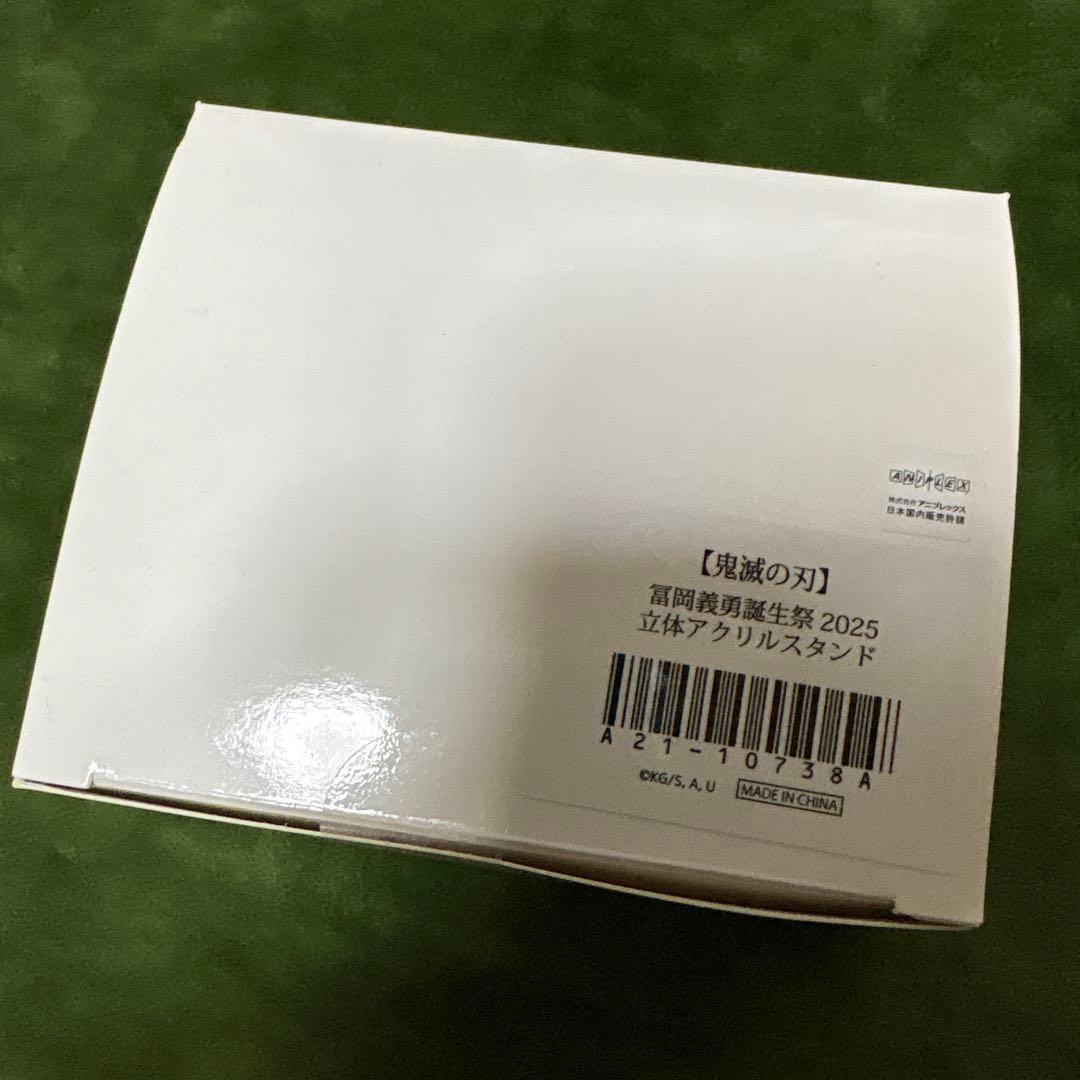 ANIPLEX
株式会社アニプレックス
日本国内販売許諾
【鬼滅の刃】
冨岡義勇誕生祭 2025
立体アクリルスタンド
A21-10738A
©KG/S, A, U
MADE IN CHINA